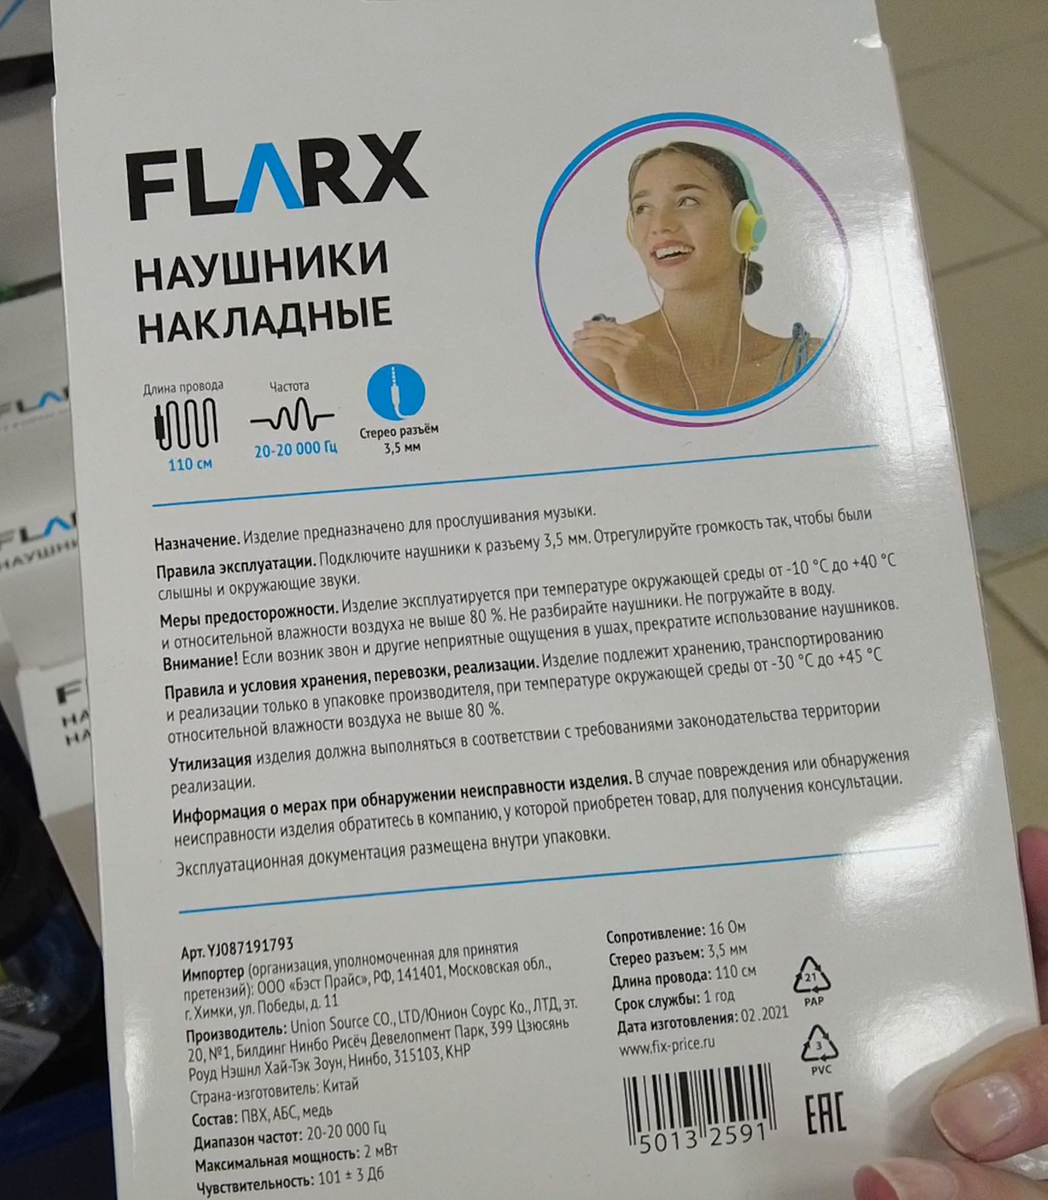 FLARX
НАУШНИКИ
НАКЛАДНЫЕ
Длина провода
110 см
Частота
20-20 000 Гц
Стерео разъём
3,5 мм
Назначение. Изделие предназначено для прослушивания музыки.
Правила эксплуатации. Подключите наушники к разъему 3,5 мм. Отрегулируйте громкость так, чтобы были
слышны и окружающие звуки.
Меры предосторожности. Изделие эксплуатируется при температуре окружающей среды от -10 °С до +40 °С
и относительной влажности воздуха не выше 80 %. Не разбирайте наушники. Не погружайте в воду.
Внимание! Если возник звон и другие неприятные ощущения в ушах, прекратите использование наушников.
Правила и условия хранения, перевозки, реализации. Изделие подлежит хранению, транспортированию
и реализации только в упаковке производителя, при температуре окружающей среды от -30 °С до +45 °С
относительной влажности воздуха не выше 80 %.
Утилизация изделия должна выполняться в соответствии с требованиями законодательства территории
реализации.
Информация о мерах при обнаружении неисправности изделия. В случае повреждения или обнаружения
неисправности изделия обратитесь в компанию, у которой приобретен товар, для получения консультации.
Эксплуатационная документация размещена внутри упаковки.
Арт. YJ087191793
Импортер (организация, уполномоченная для принятия
претензий): ООО «Бэст Прайс», РФ, 141401, Московская обл.,
г. Химки, ул. Победы, д. 11
Производитель: Union Source CO., LTD/Юнион Соурс Ко., ЛТД, эт.
20, №1, Билдинг Нинбо Рисёч Девелопмент Парк, 399 Цзюсянь
Роуд Нэшнл Хай-Тэк Зоун, Нинбо, 315103, КНР
Страна-изготовитель: Китай
Состав: ПВХ, АБС, медь
Диапазон частот: 20-20 000 Гц
Максимальная мощность: 2 мВт
Чувствительность: 101 ± 3 Дб
Сопротивление: 16 Ом
Стерео разъем: 3,5 мм
Длина провода: 110 см
Срок службы: 1 год
Дата изготовления: 02.2021
www.fix-price.ru
5013 2591
21
PAP
3
PVC
EAC